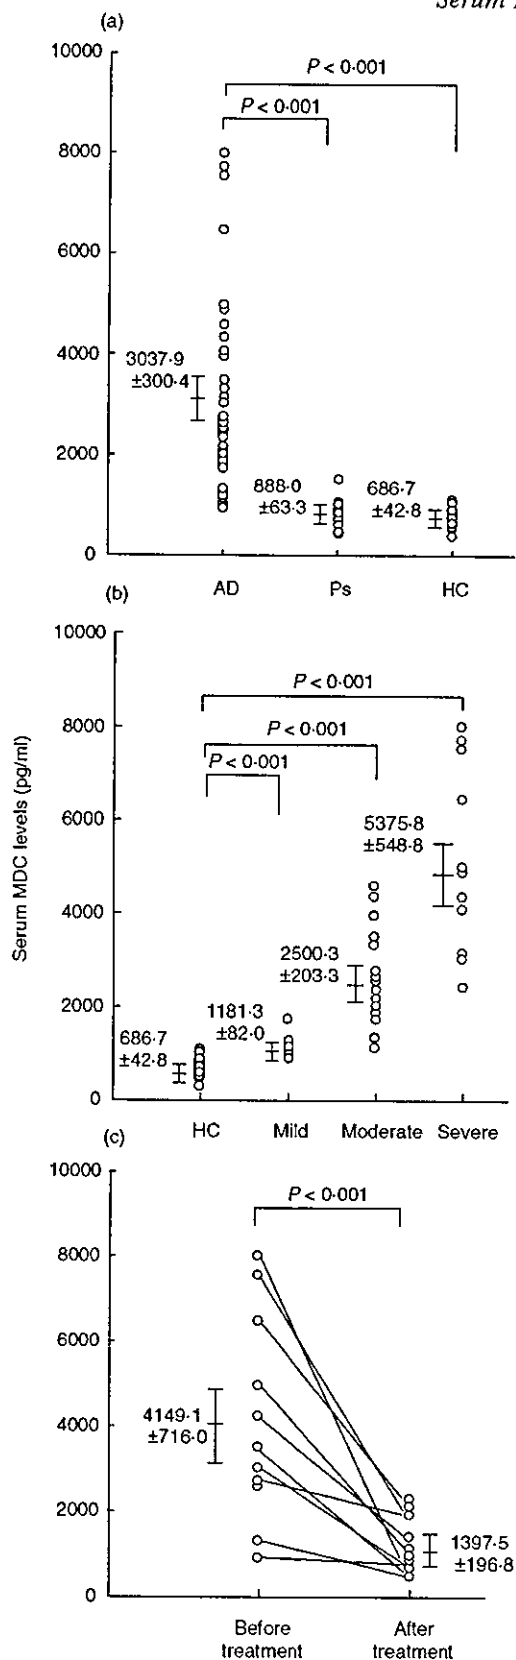 Serum
(a)
10000
P < 0·001
P < 0·001
8000
6000
4000
3037·9
±300·4
2000
888·0
±63·3
686·7
±42·8
0
AD Ps HC
(b)
10000
P < 0·001
8000
P < 0·001
P < 0·001
Serum MDC levels (pg/ml)
6000
5375·8
±548·8
4000
2500·3
±203·3
2000
1181·3
±82·0
686·7
±42·8
0
HC Mild Moderate Severe
(c)
10000
P < 0·001
8000
6000
4000
4149·1
±716·0
2000
1397·5
±196·8
0
Before treatment
After treatment